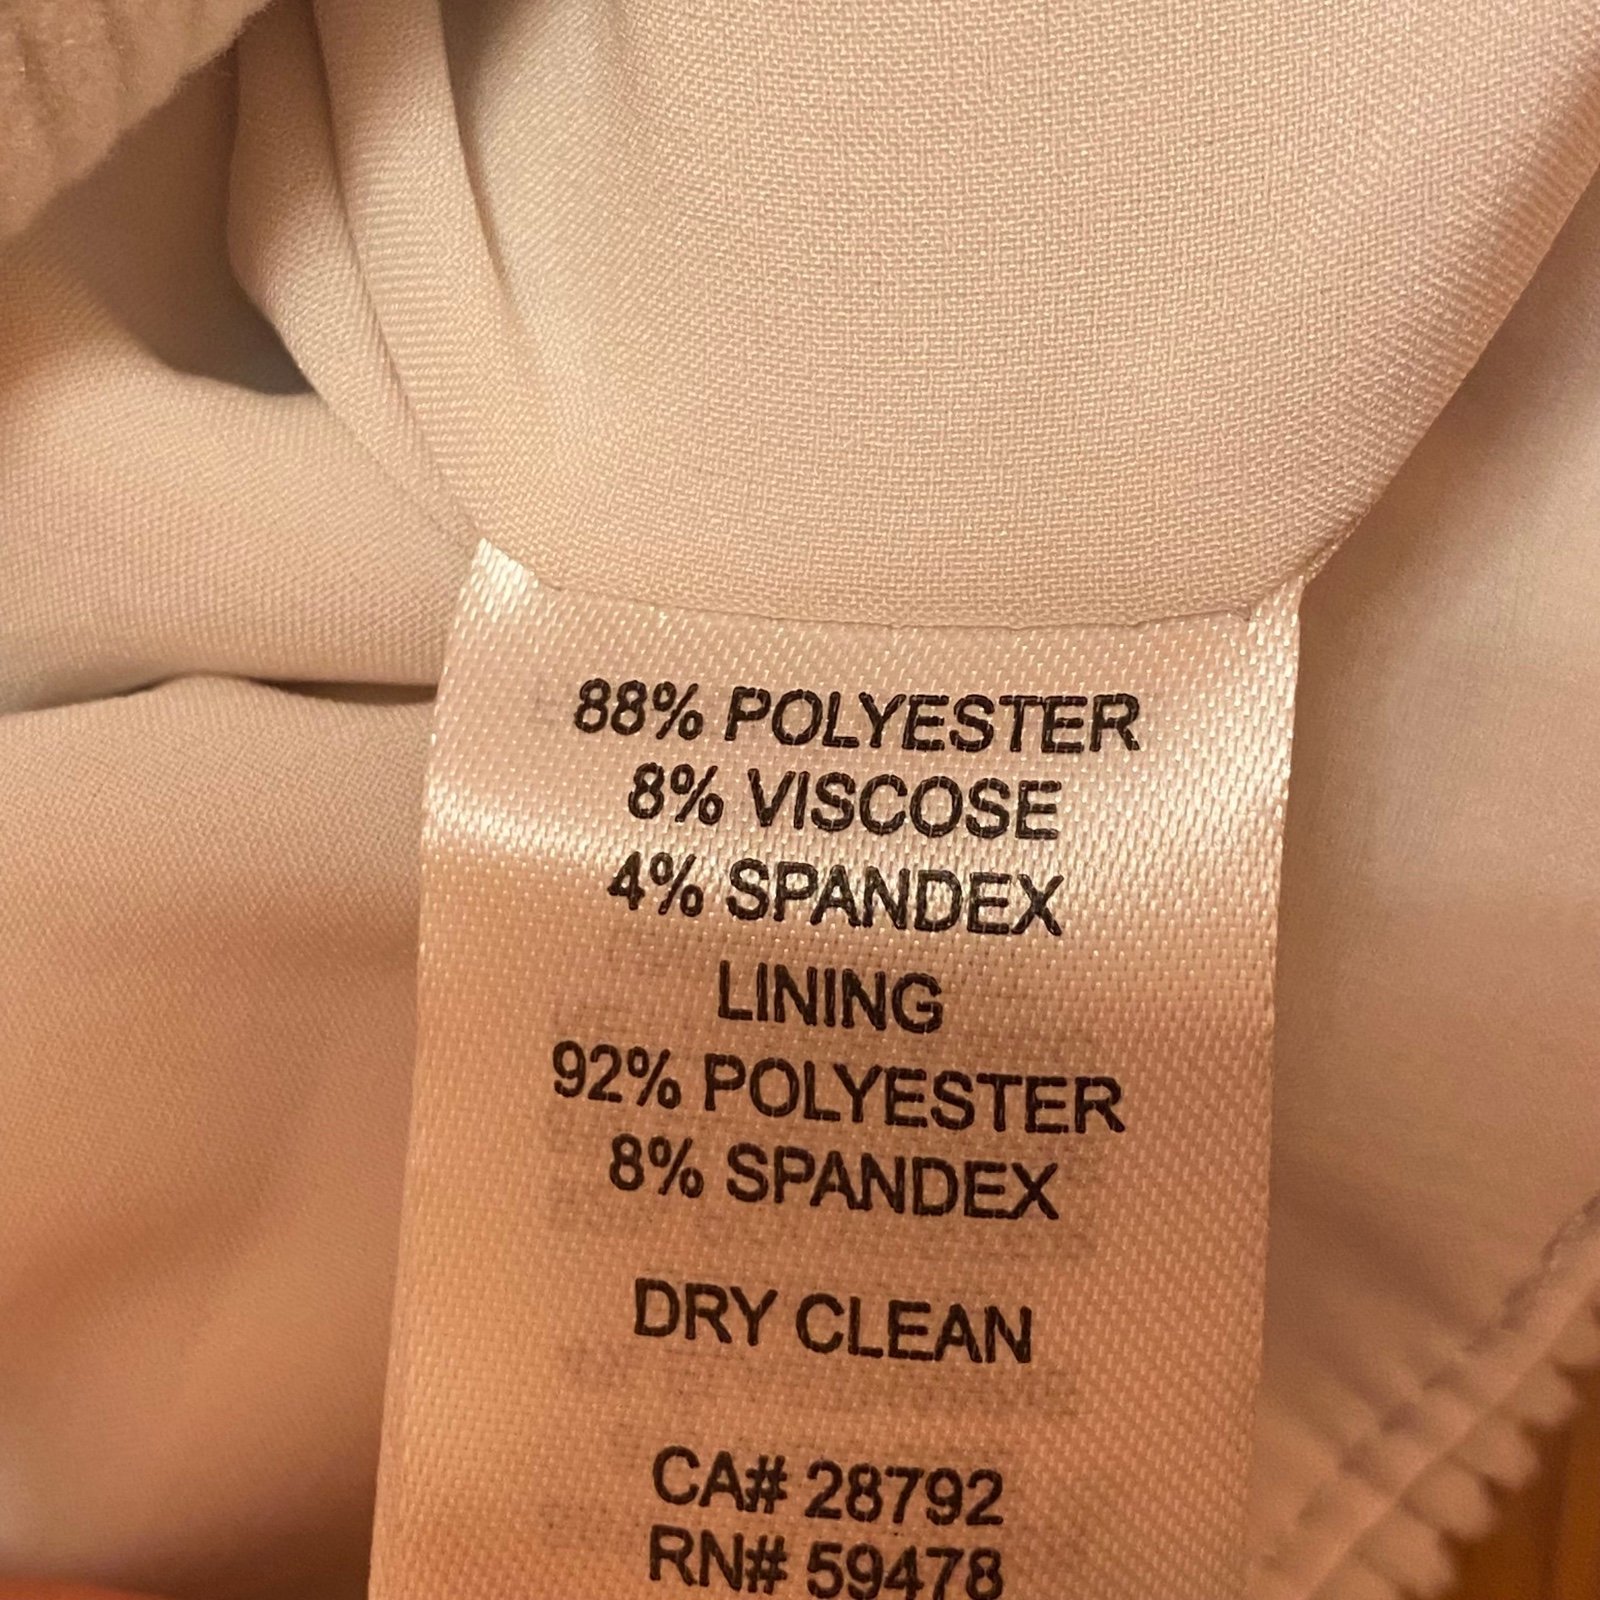 88% POLYESTER
8% VISCOSE
4% SPANDEX
LINING
92% POLYESTER
8% SPANDEX
DRY CLEAN
CA# 28792
RN# 59478